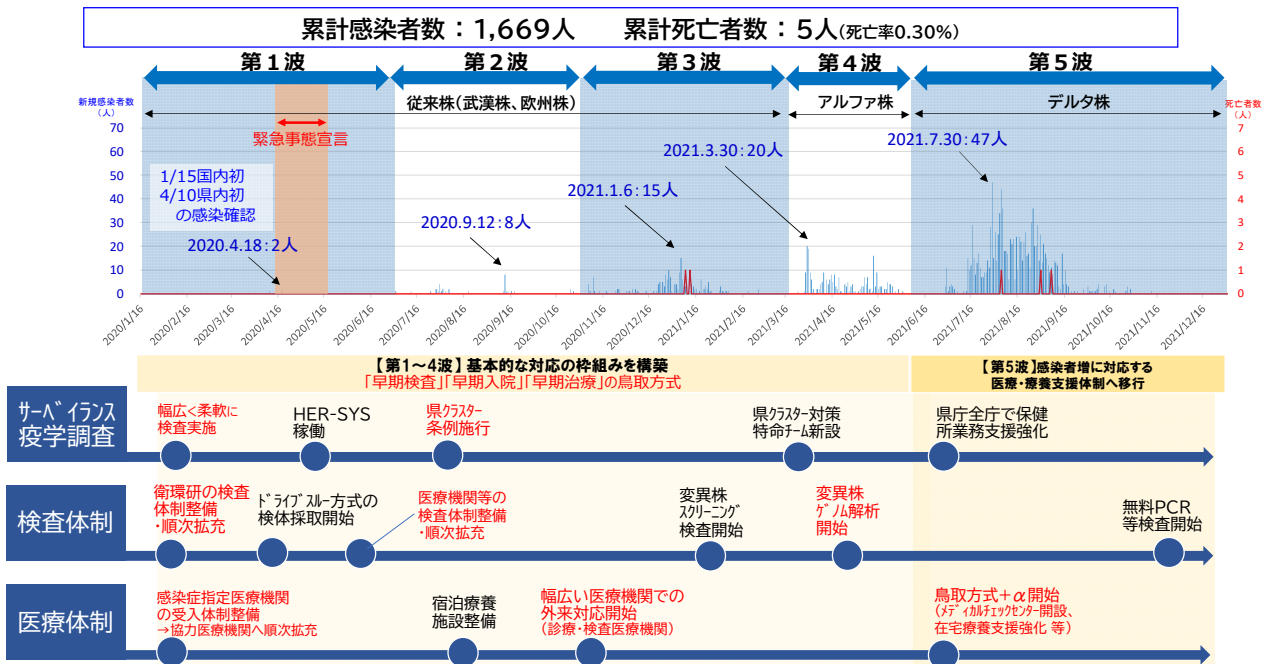 累計感染者数：1,669人　累計死亡者数：5人(死亡率0.30%)
第1波
第2波
第3波
第4波
第5波
新規感染者数
（人）
死亡者数
（人）
従来株(武漢株、欧州株)
アルファ株
デルタ株
緊急事態宣言
70
60
50
40
30
20
10
0
7
6
5
4
3
2
1
0
1/15国内初
4/10県内初
の感染確認
2020.4.18：2人
2020.9.12：8人
2021.1.6：15人
2021.3.30：20人
2021.7.30：47人
2020/1/16
2020/2/16
2020/3/16
2020/4/16
2020/5/16
2020/6/16
2020/7/16
2020/8/16
2020/9/16
2020/10/16
2020/11/16
2020/12/16
2021/1/16
2021/2/16
2021/3/16
2021/4/16
2021/5/16
2021/6/16
2021/7/16
2021/8/16
2021/9/16
2021/10/16
2021/11/16
2021/12/16
【第1～4波】基本的な対応の枠組みを構築
「早期検査」「早期入院」「早期治療」の鳥取方式
【第5波】感染者増に対応する
医療・療養支援体制へ移行
ｻｰﾍﾞｲﾗﾝｽ
疫学調査
幅広く柔軟に
検査実施
HER-SYS
稼働
県ｸﾗｽﾀｰ
条例施行
県ｸﾗｽﾀｰ対策
特命ﾁｰﾑ新設
県庁全庁で保健
所業務支援強化
検査体制
衛環研の検査
体制整備
・順次拡充
ﾄﾞﾗｲﾌﾞｽﾙｰ方式の
検体採取開始
医療機関等の
検査体制整備
・順次拡充
変異株
ｽｸﾘｰﾆﾝｸﾞ
検査開始
変異株
ｹﾞﾉﾑ解析
開始
無料PCR
等検査開始
医療体制
感染症指定医療機関
の受入体制整備
→協力医療機関へ順次拡充
宿泊療養
施設整備
幅広い医療機関での
外来対応開始
(診療・検査医療機関)
鳥取方式＋α開始
(ﾒﾃﾞｨｶﾙﾁｪｯｸｾﾝﾀｰ開設、
在宅療養支援強化 等)